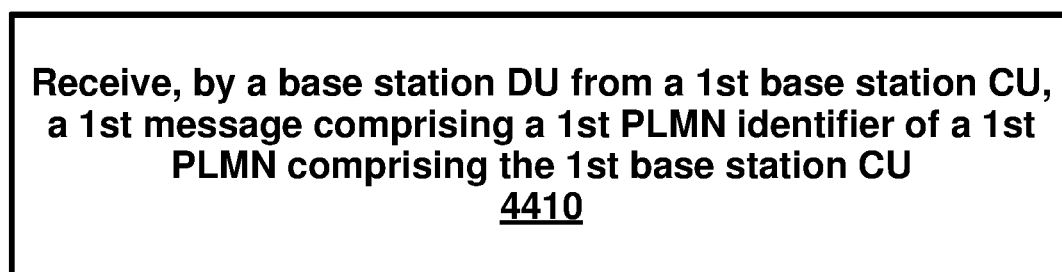 Receive, by a base station DU from a 1st base station CU,
a 1st message comprising a 1st PLMN identifier of a 1st
PLMN comprising the 1st base station CU
4410